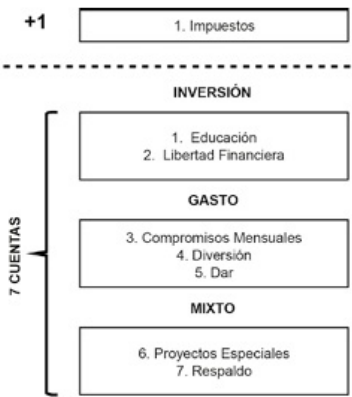 +1
1. Impuestos
INVERSIÓN
1. Educación
2. Libertad Financiera
GASTO
7 CUENTAS
3. Compromisos Mensuales
4. Diversión
5. Dar
MIXTO
6. Proyectos Especiales
7. Respaldo